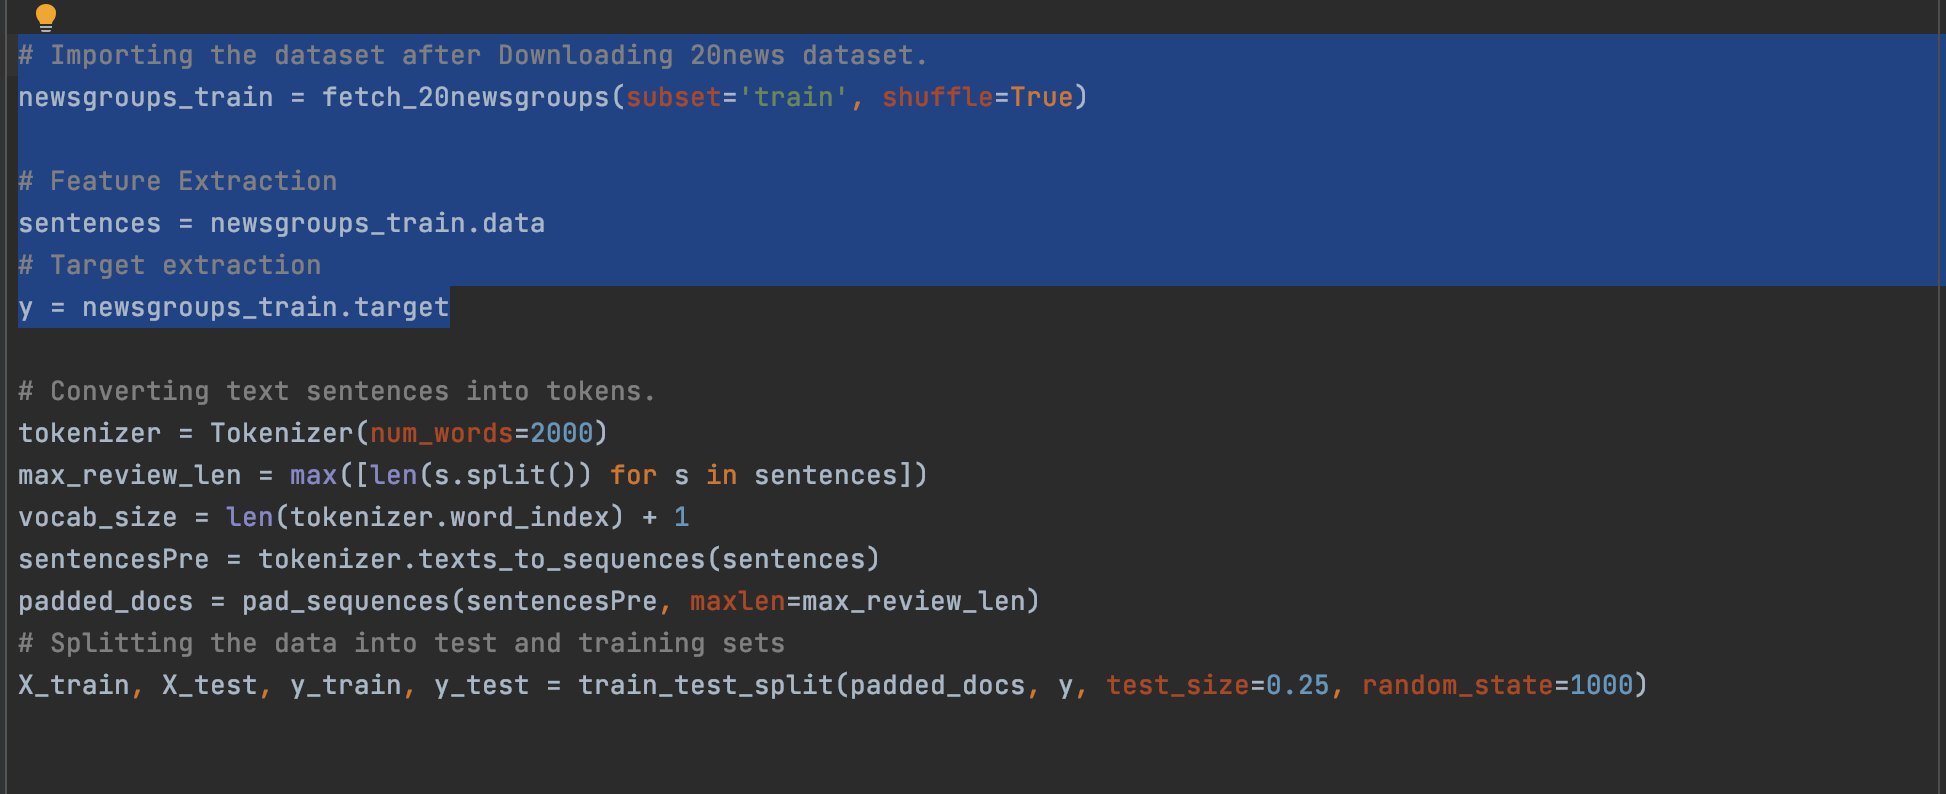 # Importing the dataset after Downloading 20news dataset.
newsgroups_train = fetch_20newsgroups(subset='train', shuffle=True)
# Feature Extraction
sentences = newsgroups_train.data
# Target extraction
y = newsgroups_train.target
# Converting text sentences into tokens.
tokenizer = Tokenizer(num_words=2000)
max_review_len = max([len(s.split()) for s in sentences])
vocab_size = len(tokenizer.word_index) + 1
sentencesPre = tokenizer.texts_to_sequences(sentences)
padded_docs = pad_sequences(sentencesPre, maxlen=max_review_len)
# Splitting the data into test and training sets
X_train, X_test, y_train, y_test = train_test_split(padded_docs, y, test_size=0.25, random_state=1000)